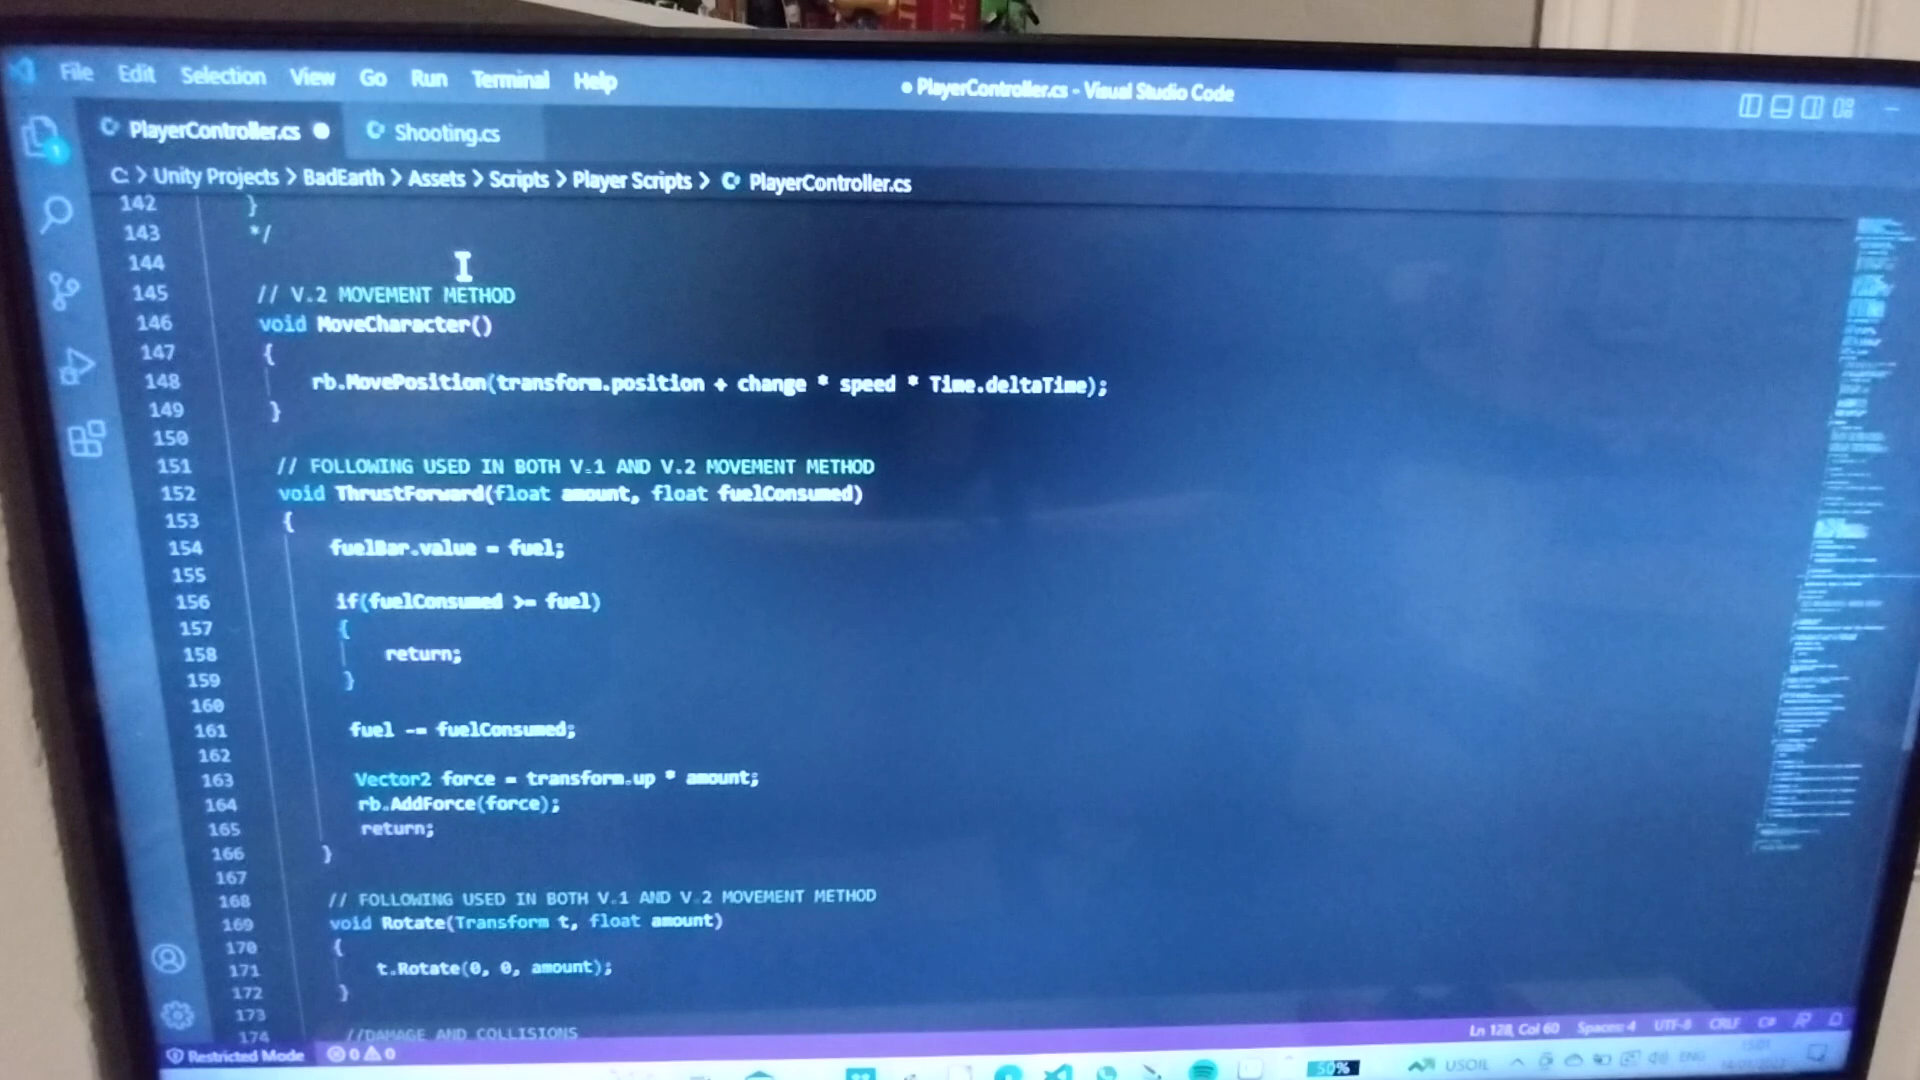 File Edit Selection View Go Run Terminal Help
● PlayerController.cs - Visual Studio Code
PlayerController.cs ● Shooting.cs
C: > Unity Projects > BadEarth > Assets > Scripts > Player Scripts > PlayerController.cs
142 }
143 */
144
145 // V.2 MOVEMENT METHOD
146 void MoveCharacter()
147 {
148 rb.MovePosition(transform.position + change * speed * Time.deltaTime);
149 }
150
151 // FOLLOWING USED IN BOTH V.1 AND V.2 MOVEMENT METHOD
152 void ThrustForward(float amount, float fuelConsumed)
153 {
154 fuelBar.value = fuel;
155
156 if(fuelConsumed >= fuel)
157 {
158 return;
159 }
160
161 fuel -= fuelConsumed;
162
163 Vector2 force = transform.up * amount;
164 rb.AddForce(force);
165 return;
166 }
167
168 // FOLLOWING USED IN BOTH V.1 AND V.2 MOVEMENT METHOD
169 void Rotate(Transform t, float amount)
170 {
171 t.Rotate(0, 0, amount);
172 }
173
174 //DAMAGE AND COLLISIONS
Restricted Mode 0 0 Ln 128, Col 60 Spaces: 4 UTF-8 CRLF C#
50% USOIL ENG